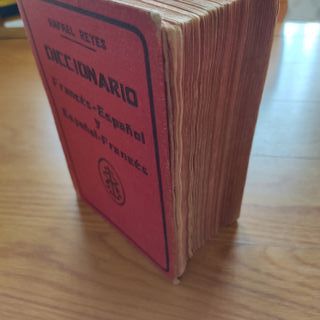 RAFAEL REYES
DICCIONARIO
Francés-Español
y
Español-Francés